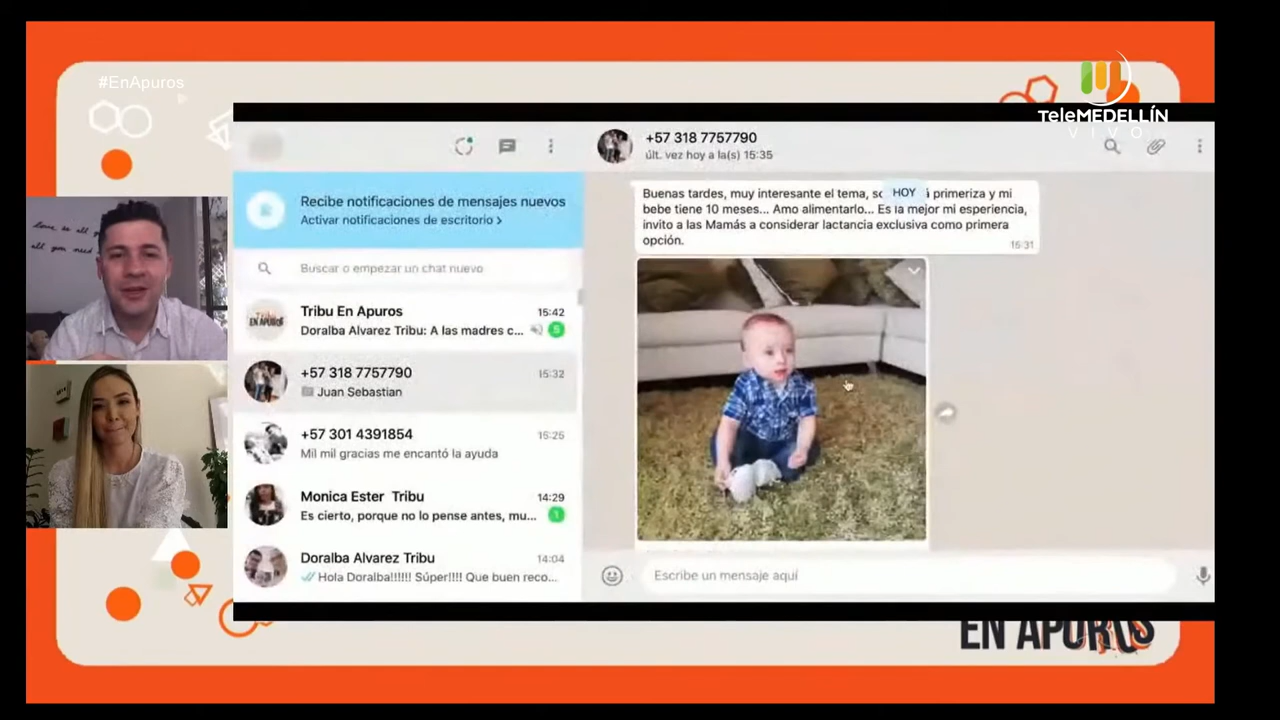 #EnApuros
TeleMEDELLÍN
VIVO
+57 318 7757790
últ. vez hoy a la(s) 15:35
Recibe notificaciones de mensajes nuevos
Activar notificaciones de escritorio >
Buscar o empezar un chat nuevo
Tribu En Apuros 15:42
Doralba Alvarez Tribu: A las madres c... 5
+57 318 7757790 15:32
Juan Sebastian
+57 301 4391854 15:25
Mil mil gracias me encantó la ayuda
Monica Ester Tribu 14:29
Es cierto, porque no lo pense antes, mu... 1
Doralba Alvarez Tribu 14:04
Hola Doralba!!!!!! Súper!!!! Que buen reco...
HOY
Buenas tardes, muy interesante el tema, primeriza y mi
bebe tiene 10 meses... Amo alimentarlo... Es la mejor mi esperiencia,
invito a las Mamás a considerar lactancia exclusiva como primera
opción.
15:31
Escribe un mensaje aquí
EN APUROS